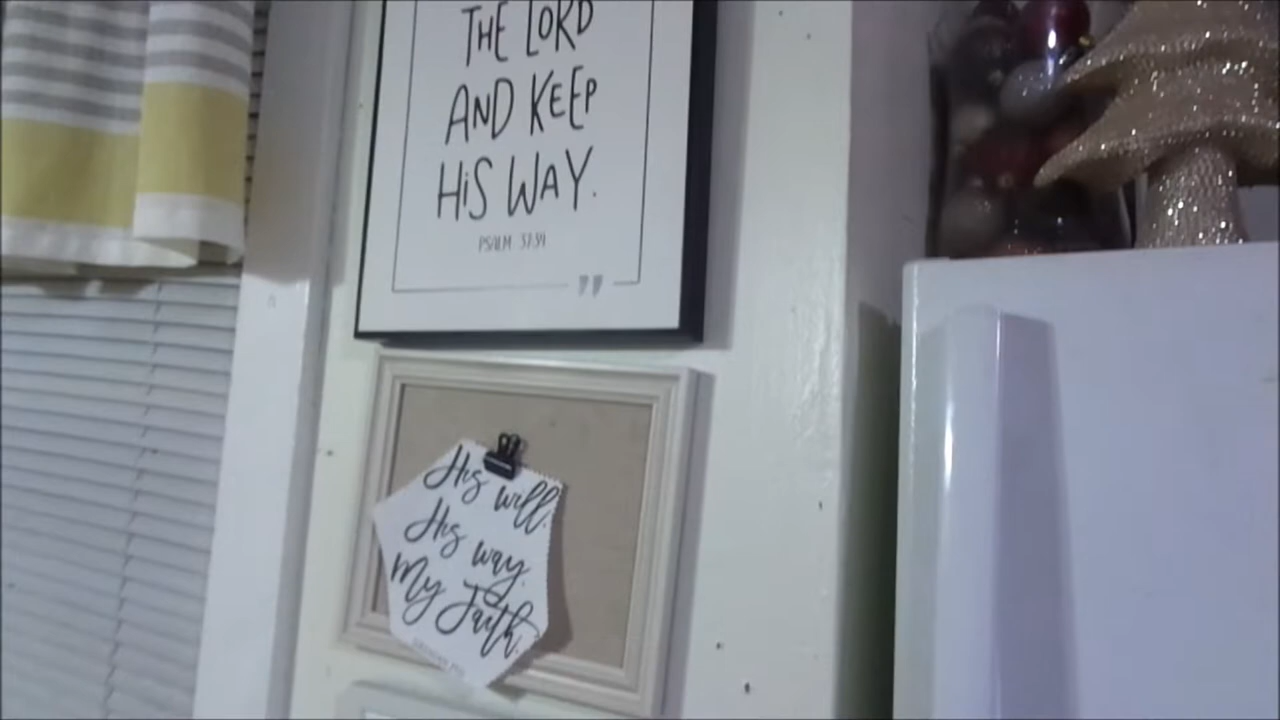 THE LORD
AND KEEP
HiS WAY.
PSALM 37:34
”
His will.
His way.
My Faith.